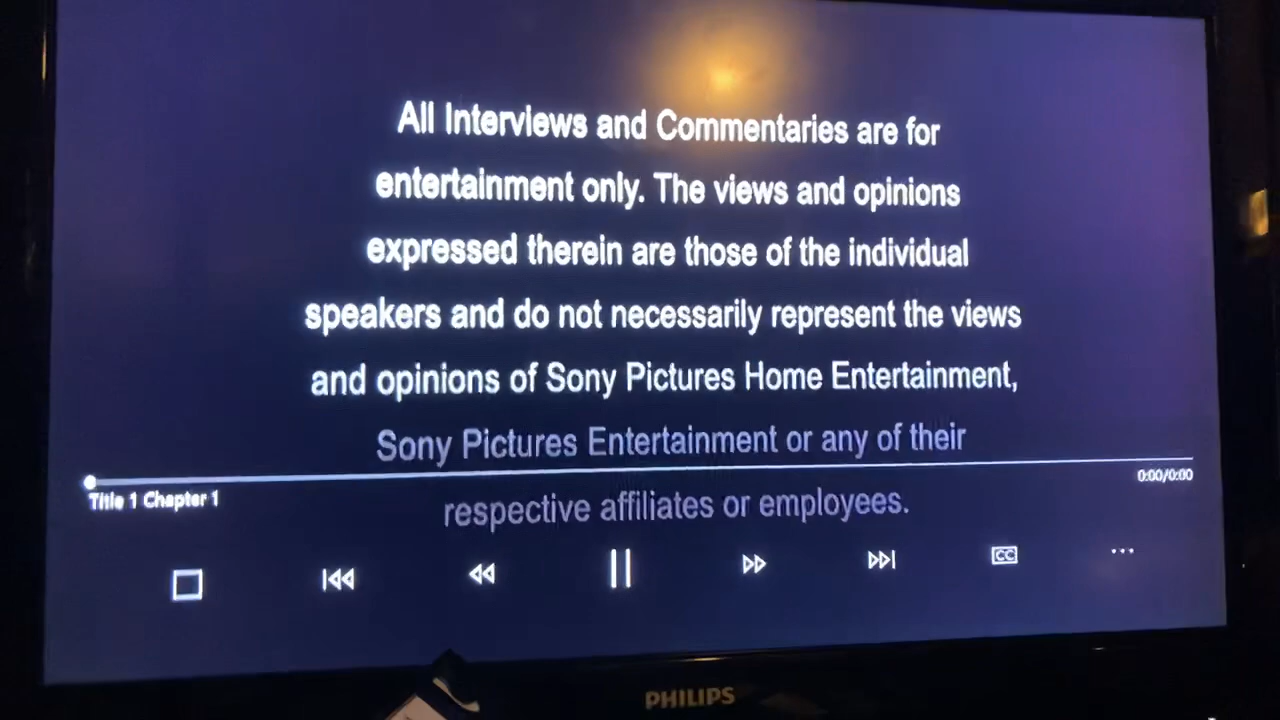 All Interviews and Commentaries are for
entertainment only. The views and opinions
expressed therein are those of the individual
speakers and do not necessarily represent the views
and opinions of Sony Pictures Home Entertainment,
Sony Pictures Entertainment or any of their
0:00/0:00
Title 1 Chapter 1
respective affiliates or employees.
CC
PHILIPS